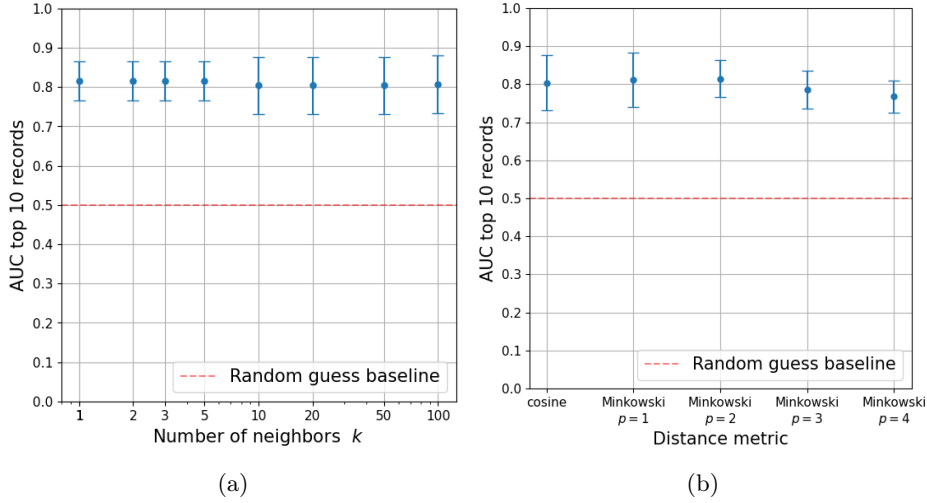 1.0
0.9
0.8
0.7
0.6
0.5
0.4
0.3
0.2
0.1
0.0
AUC top 10 records
Random guess baseline
1 2 3 5 10 20 50 100
Number of neighbors k
(a)
1.0
0.9
0.8
0.7
0.6
0.5
0.4
0.3
0.2
0.1
0.0
AUC top 10 records
Random guess baseline
cosine Minkowski Minkowski Minkowski Minkowski
p = 1 p = 2 p = 3 p = 4
Distance metric
(b)